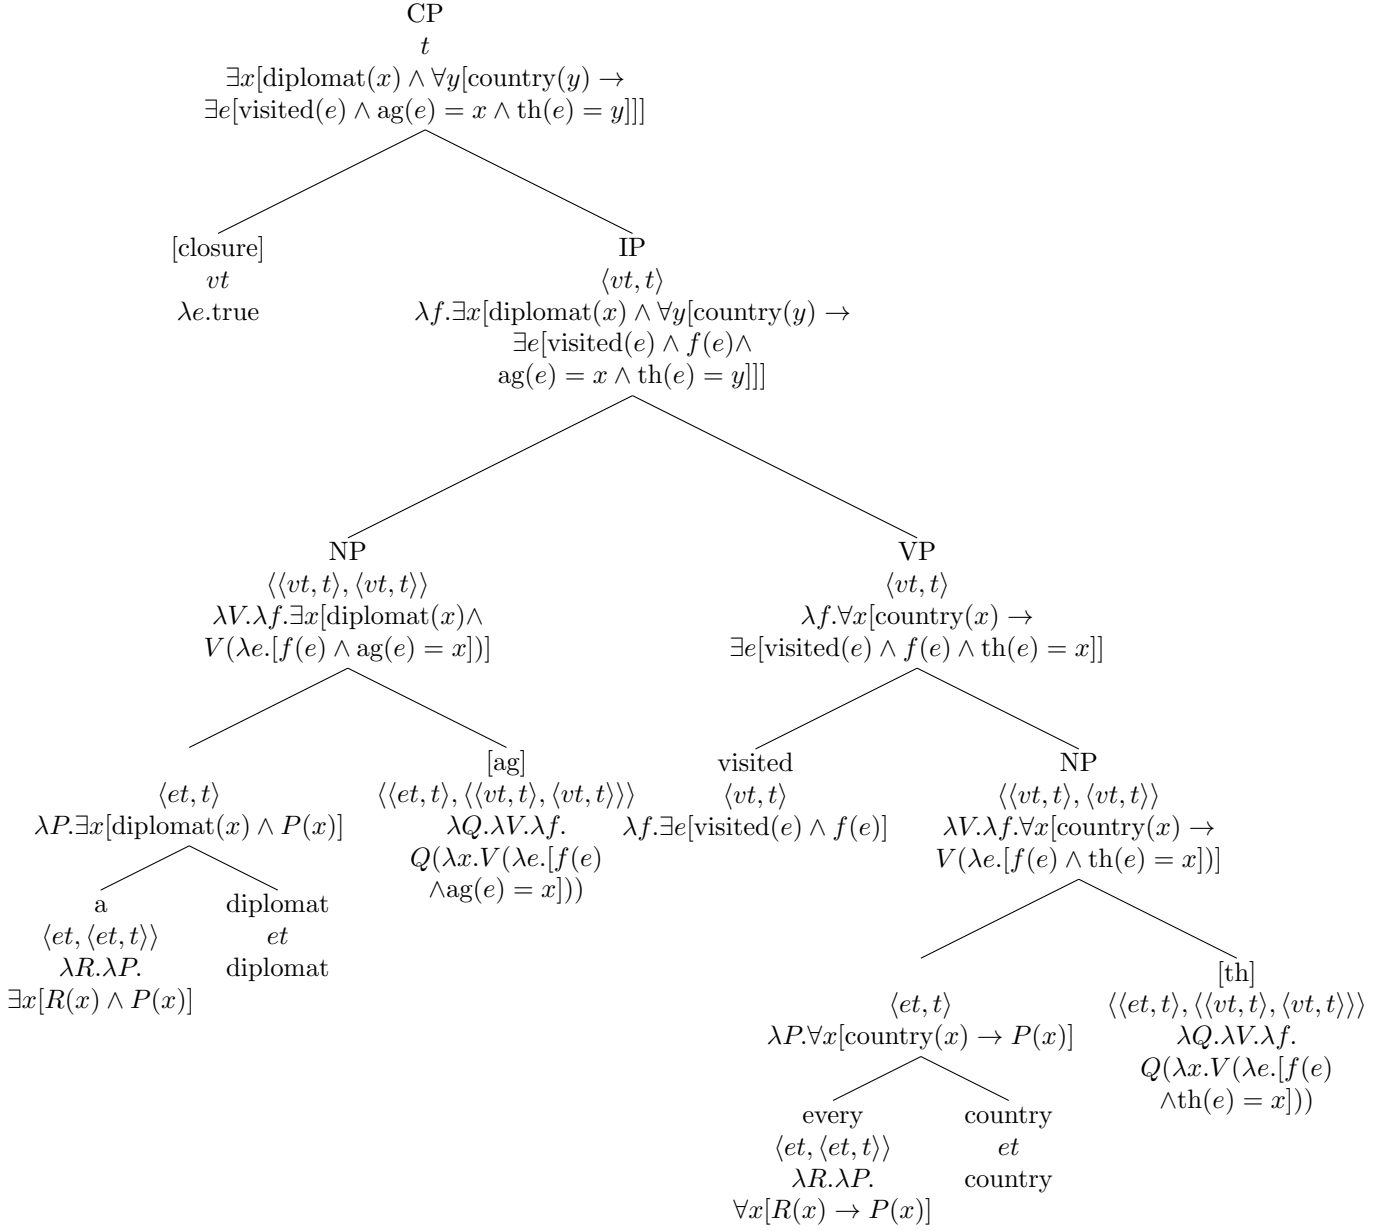 CP
t
∃x[diplomat(x) ∧ ∀y[country(y) →
∃e[visited(e) ∧ ag(e) = x ∧ th(e) = y]]]
[closure]
vt
λe.true
IP
⟨vt, t⟩
λf.∃x[diplomat(x) ∧ ∀y[country(y) →
∃e[visited(e) ∧ f(e)∧
ag(e) = x ∧ th(e) = y]]]
NP
⟨⟨vt, t⟩, ⟨vt, t⟩⟩
λV.λf.∃x[diplomat(x)∧
V(λe.[f(e) ∧ ag(e) = x])]
VP
⟨vt, t⟩
λf.∀x[country(x) →
∃e[visited(e) ∧ f(e) ∧ th(e) = x]]
⟨et, t⟩
λP.∃x[diplomat(x) ∧ P(x)]
[ag]
⟨⟨et, t⟩, ⟨⟨vt, t⟩, ⟨vt, t⟩⟩⟩
λQ.λV.λf.
Q(λx.V(λe.[f(e)
∧ag(e) = x]))
visited
⟨vt, t⟩
λf.∃e[visited(e) ∧ f(e)]
NP
⟨⟨vt, t⟩, ⟨vt, t⟩⟩
λV.λf.∀x[country(x) →
V(λe.[f(e) ∧ th(e) = x])]
a
⟨et, ⟨et, t⟩⟩
λR.λP.
∃x[R(x) ∧ P(x)]
diplomat
et
diplomat
⟨et, t⟩
λP.∀x[country(x) → P(x)]
[th]
⟨⟨et, t⟩, ⟨⟨vt, t⟩, ⟨vt, t⟩⟩⟩
λQ.λV.λf.
Q(λx.V(λe.[f(e)
∧th(e) = x]))
every
⟨et, ⟨et, t⟩⟩
λR.λP.
∀x[R(x) → P(x)]
country
et
country